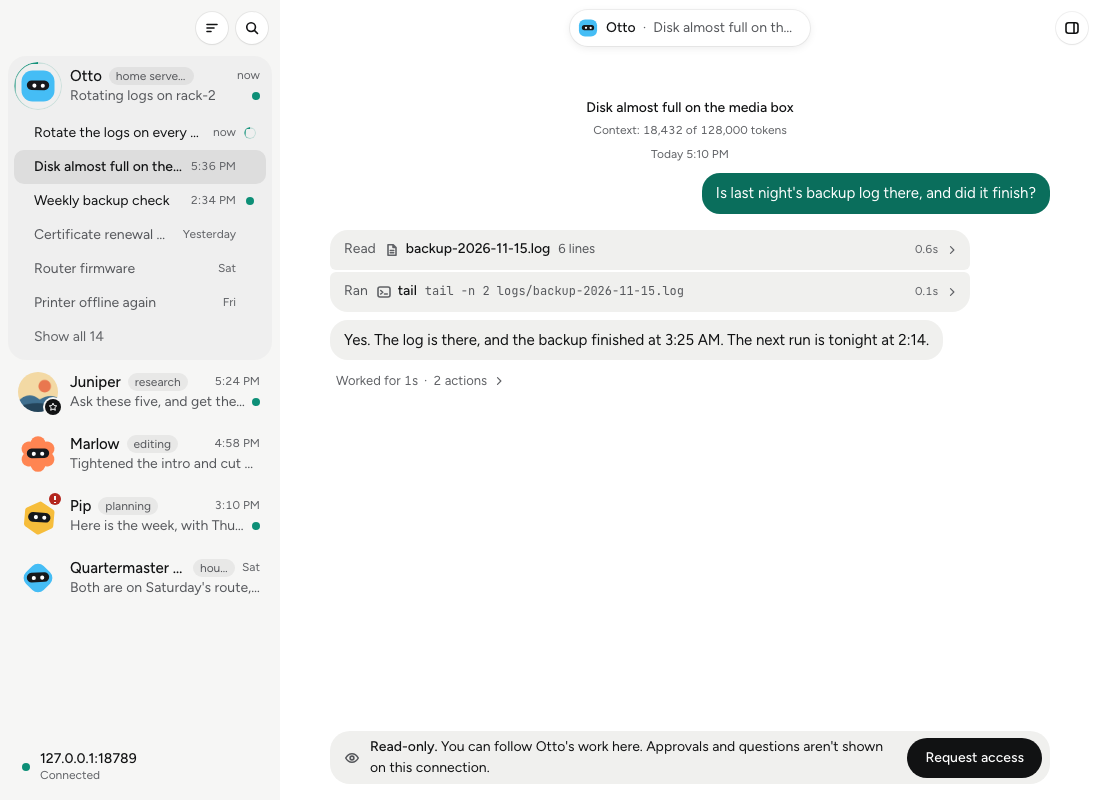 Otto home serve... now
Rotating logs on rack-2
Rotate the logs on every ... now
Disk almost full on the... 5:36 PM
Weekly backup check 2:34 PM
Certificate renewal ... Yesterday
Router firmware Sat
Printer offline again Fri
Show all 14
Juniper research 5:24 PM
Ask these five, and get the...
Marlow editing 4:58 PM
Tightened the intro and cut ...
Pip planning 3:10 PM
Here is the week, with Thu...
Quartermaster ... hou... Sat
Both are on Saturday's route,...
127.0.0.1:18789
Connected
Otto · Disk almost full on th...
Disk almost full on the media box
Context: 18,432 of 128,000 tokens
Today 5:10 PM
Is last night's backup log there, and did it finish?
Read backup-2026-11-15.log 6 lines 0.6s
Ran tail tail -n 2 logs/backup-2026-11-15.log 0.1s
Yes. The log is there, and the backup finished at 3:25 AM. The next run is tonight at 2:14.
Worked for 1s · 2 actions
Read-only. You can follow Otto's work here. Approvals and questions aren't shown
on this connection.
Request access